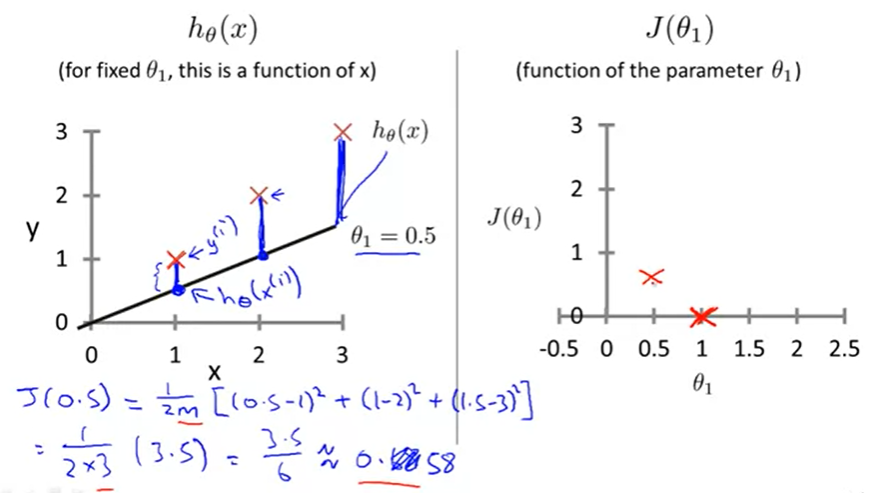 h_θ(x)
(for fixed θ₁, this is a function of x)
3
2
1
0
y
0 1 2 3
x
h_θ(x)
θ₁ = 0.5
y⁽ⁱ⁾
h_θ(x⁽ⁱ⁾)
J(θ₁)
(function of the parameter θ₁)
3
2
1
0
J(θ₁)
-0.5 0 0.5 1 1.5 2 2.5
θ₁
J(0.5) = 1/2m [(0.5-1)² + (1-2)² + (1.5-3)²]
= 1/2×3 (3.5) = 3.5/6 ≈ 0.58